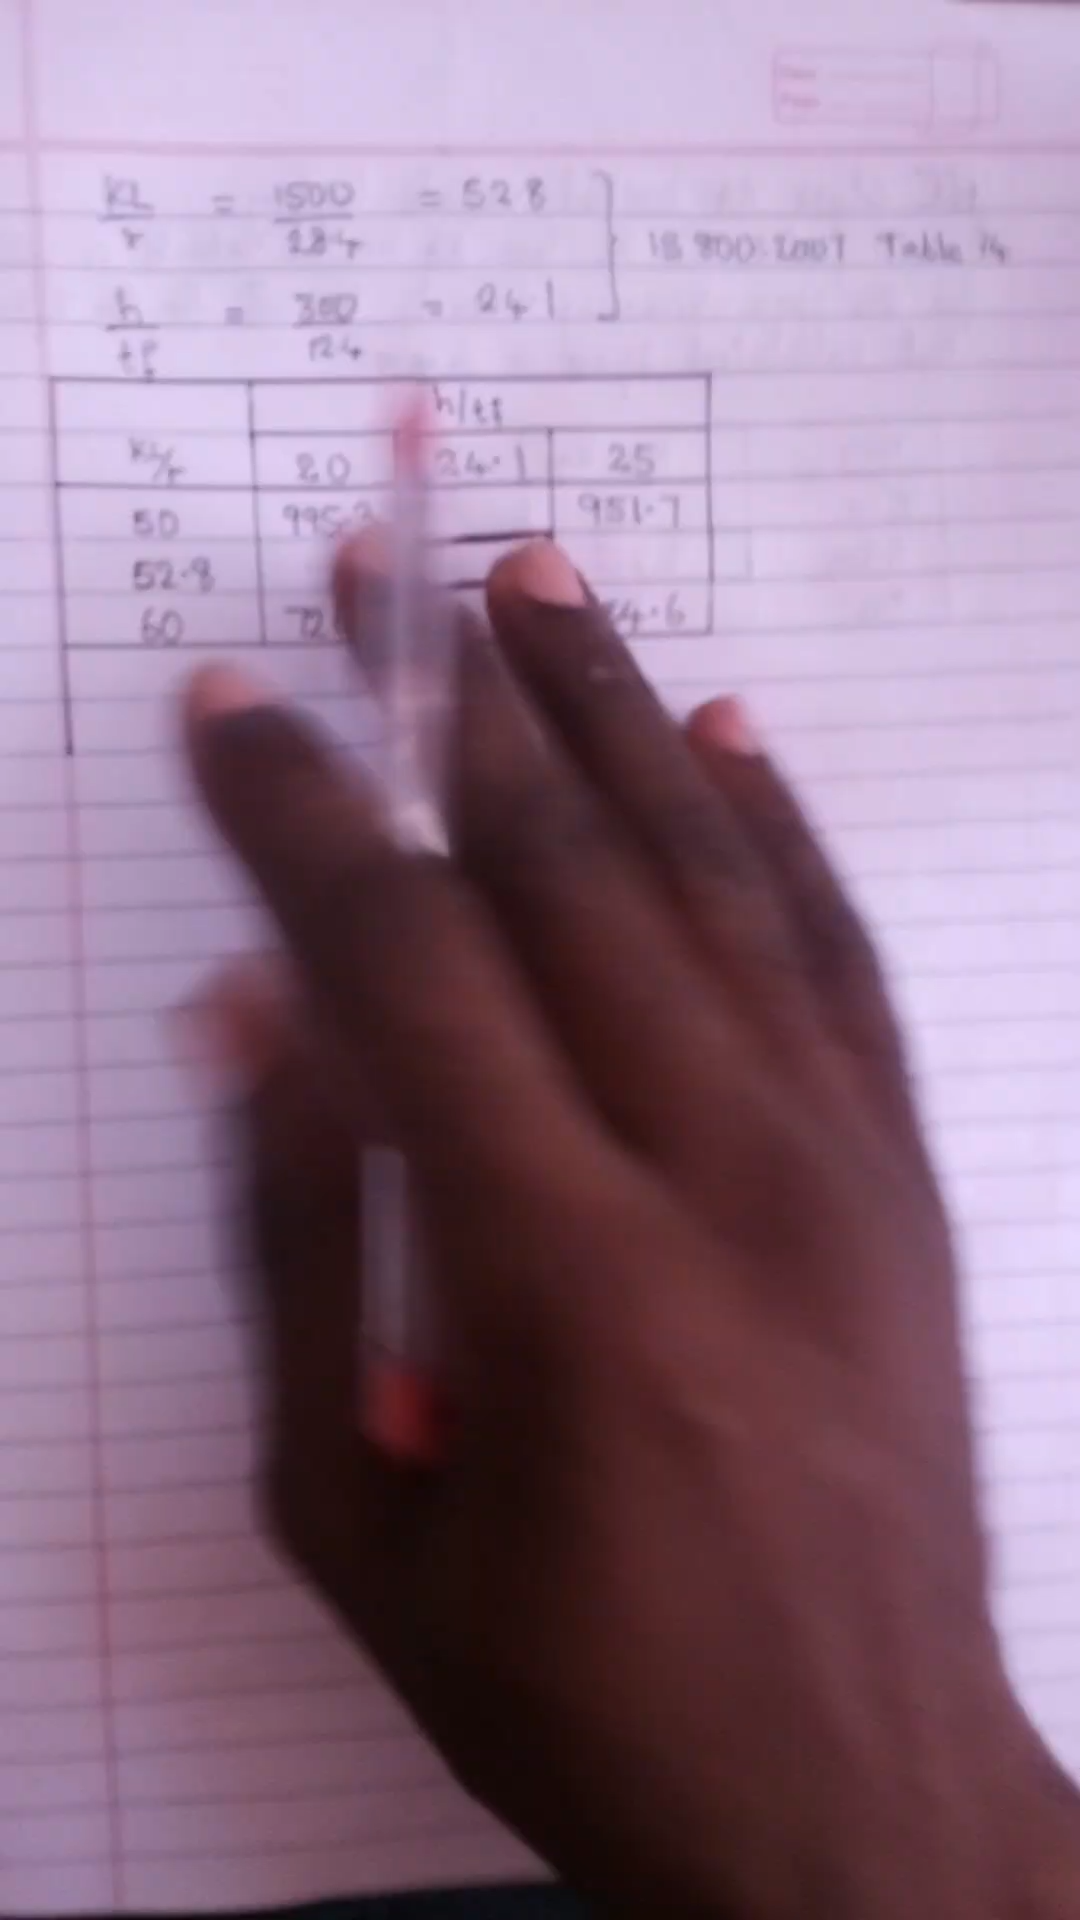 KL/r = 1500/28.4 = 52.8
IS 800:2007 Table 14
h/tf = 300/12.4 = 24.1
h/tf
KL/r 20 24.1 25
50 951.7
52.8
60